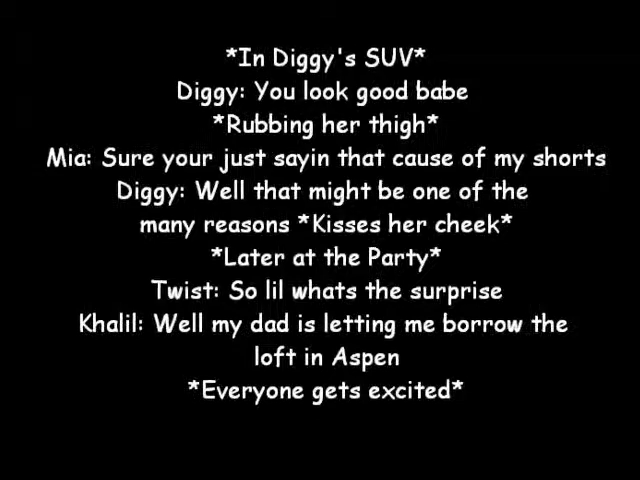 *In Diggy's SUV*
Diggy: You look good babe
*Rubbing her thigh*
Mia: Sure your just sayin that cause of my shorts
Diggy: Well that might be one of the
many reasons *Kisses her cheek*
*Later at the Party*
Twist: So lil whats the surprise
Khalil: Well my dad is letting me borrow the
loft in Aspen
*Everyone gets excited*